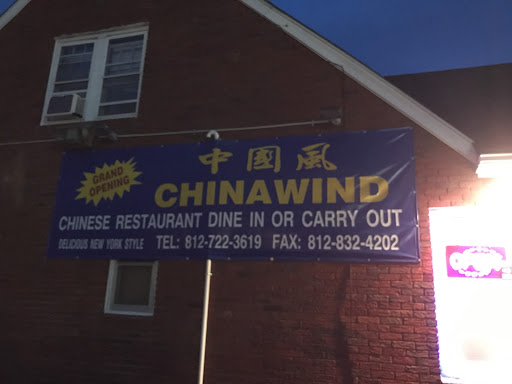 中國風
GRAND
OPENING
CHINAWIND
CHINESE RESTAURANT DINE IN OR CARRY OUT
DELICIOUS NEW YORK STYLE TEL: 812-722-3619 FAX: 812-832-4202